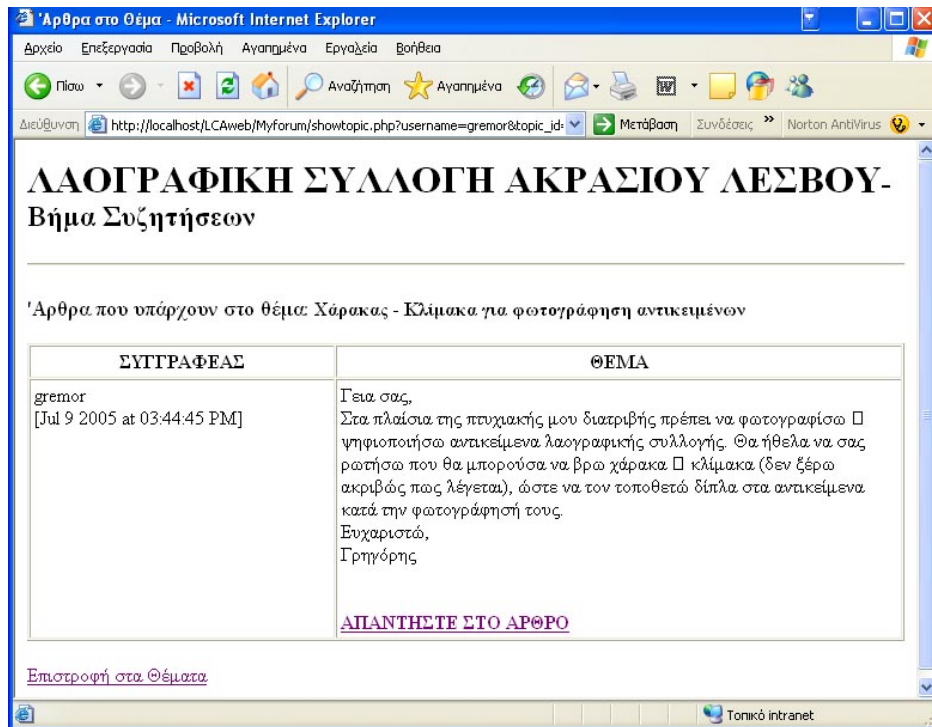 'Αρθρα στο Θέμα - Microsoft Internet Explorer
Αρχείο Επεξεργασία Προβολή Αγαπημένα Εργαλεία Βοήθεια
Πίσω Αναζήτηση Αγαπημένα
Διεύθυνση http://localhost/LCAweb/Myforum/showtopic.php?username=gremor&topic_id= Μετάβαση Συνδέσεις » Norton AntiVirus
ΛΑΟΓΡΑΦΙΚΗ ΣΥΛΛΟΓΗ ΑΚΡΑΣΙΟΥ ΛΕΣΒΟΥ-
Βήμα Συζητήσεων
'Αρθρα που υπάρχουν στο θέμα: Χάρακας - Κλίμακα για φωτογράφηση αντικειμένων
ΣΥΓΓΡΑΦΕΑΣ ΘΕΜΑ
gremor
[Jul 9 2005 at 03:44:45 PM]
Γεια σας,
Στα πλαίσια της πτυχιακής μου διατριβής πρέπει να φωτογραφίσω □
ψηφιοποιήσω αντικείμενα λαογραφικής συλλογής. Θα ήθελα να σας
ρωτήσω που θα μπορούσα να βρω χάρακα □ κλίμακα (δεν ξέρω
ακριβώς πως λέγεται), ώστε να τον τοποθετώ δίπλα στα αντικείμενα
κατά την φωτογράφησή τους.
Ευχαριστώ,
Γρηγόρης
ΑΠΑΝΤΗΣΤΕ ΣΤΟ ΑΡΘΡΟ
Επιστροφή στα Θέματα
Τοπικό intranet